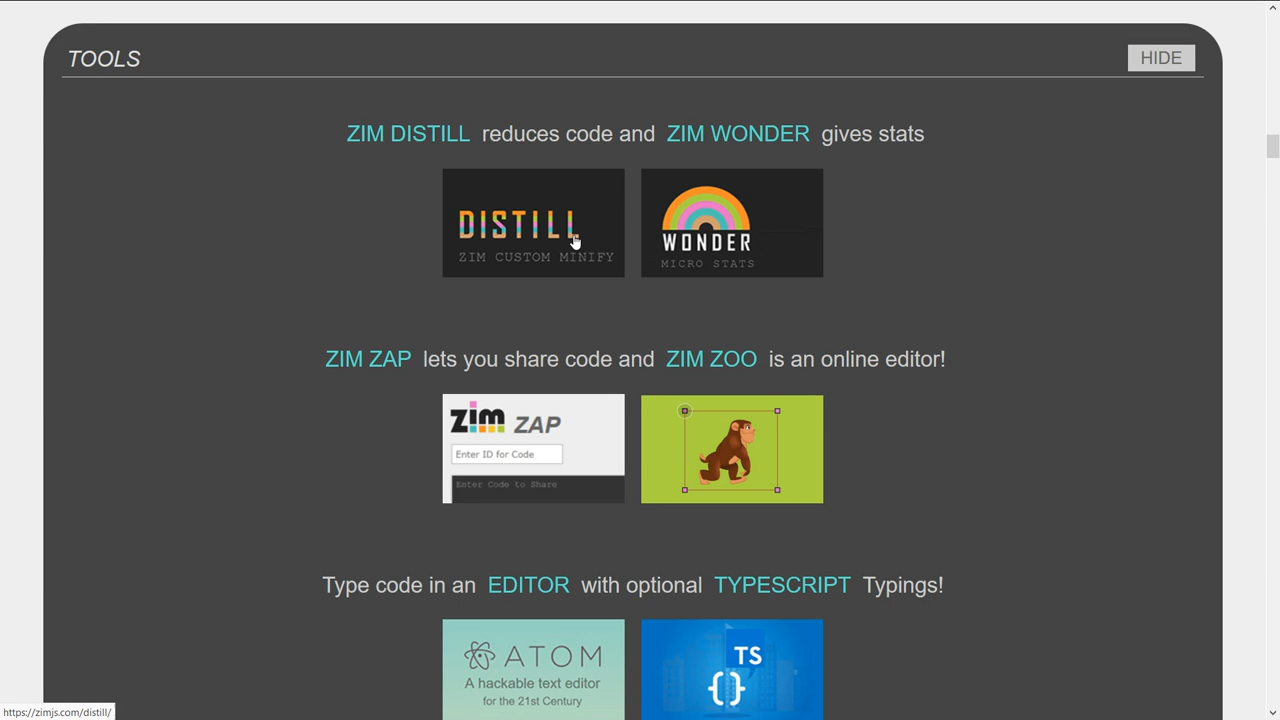 TOOLS
HIDE
ZIM DISTILL reduces code and ZIM WONDER gives stats
DISTILL
ZIM CUSTOM MINIFY
WONDER
MICRO STATS
ZIM ZAP lets you share code and ZIM ZOO is an online editor!
zim ZAP
Enter ID for Code
Enter Code to Share
Type code in an EDITOR with optional TYPESCRIPT Typings!
ATOM
A hackable text editor
for the 21st Century
TS
{}
https://zimjs.com/distill/